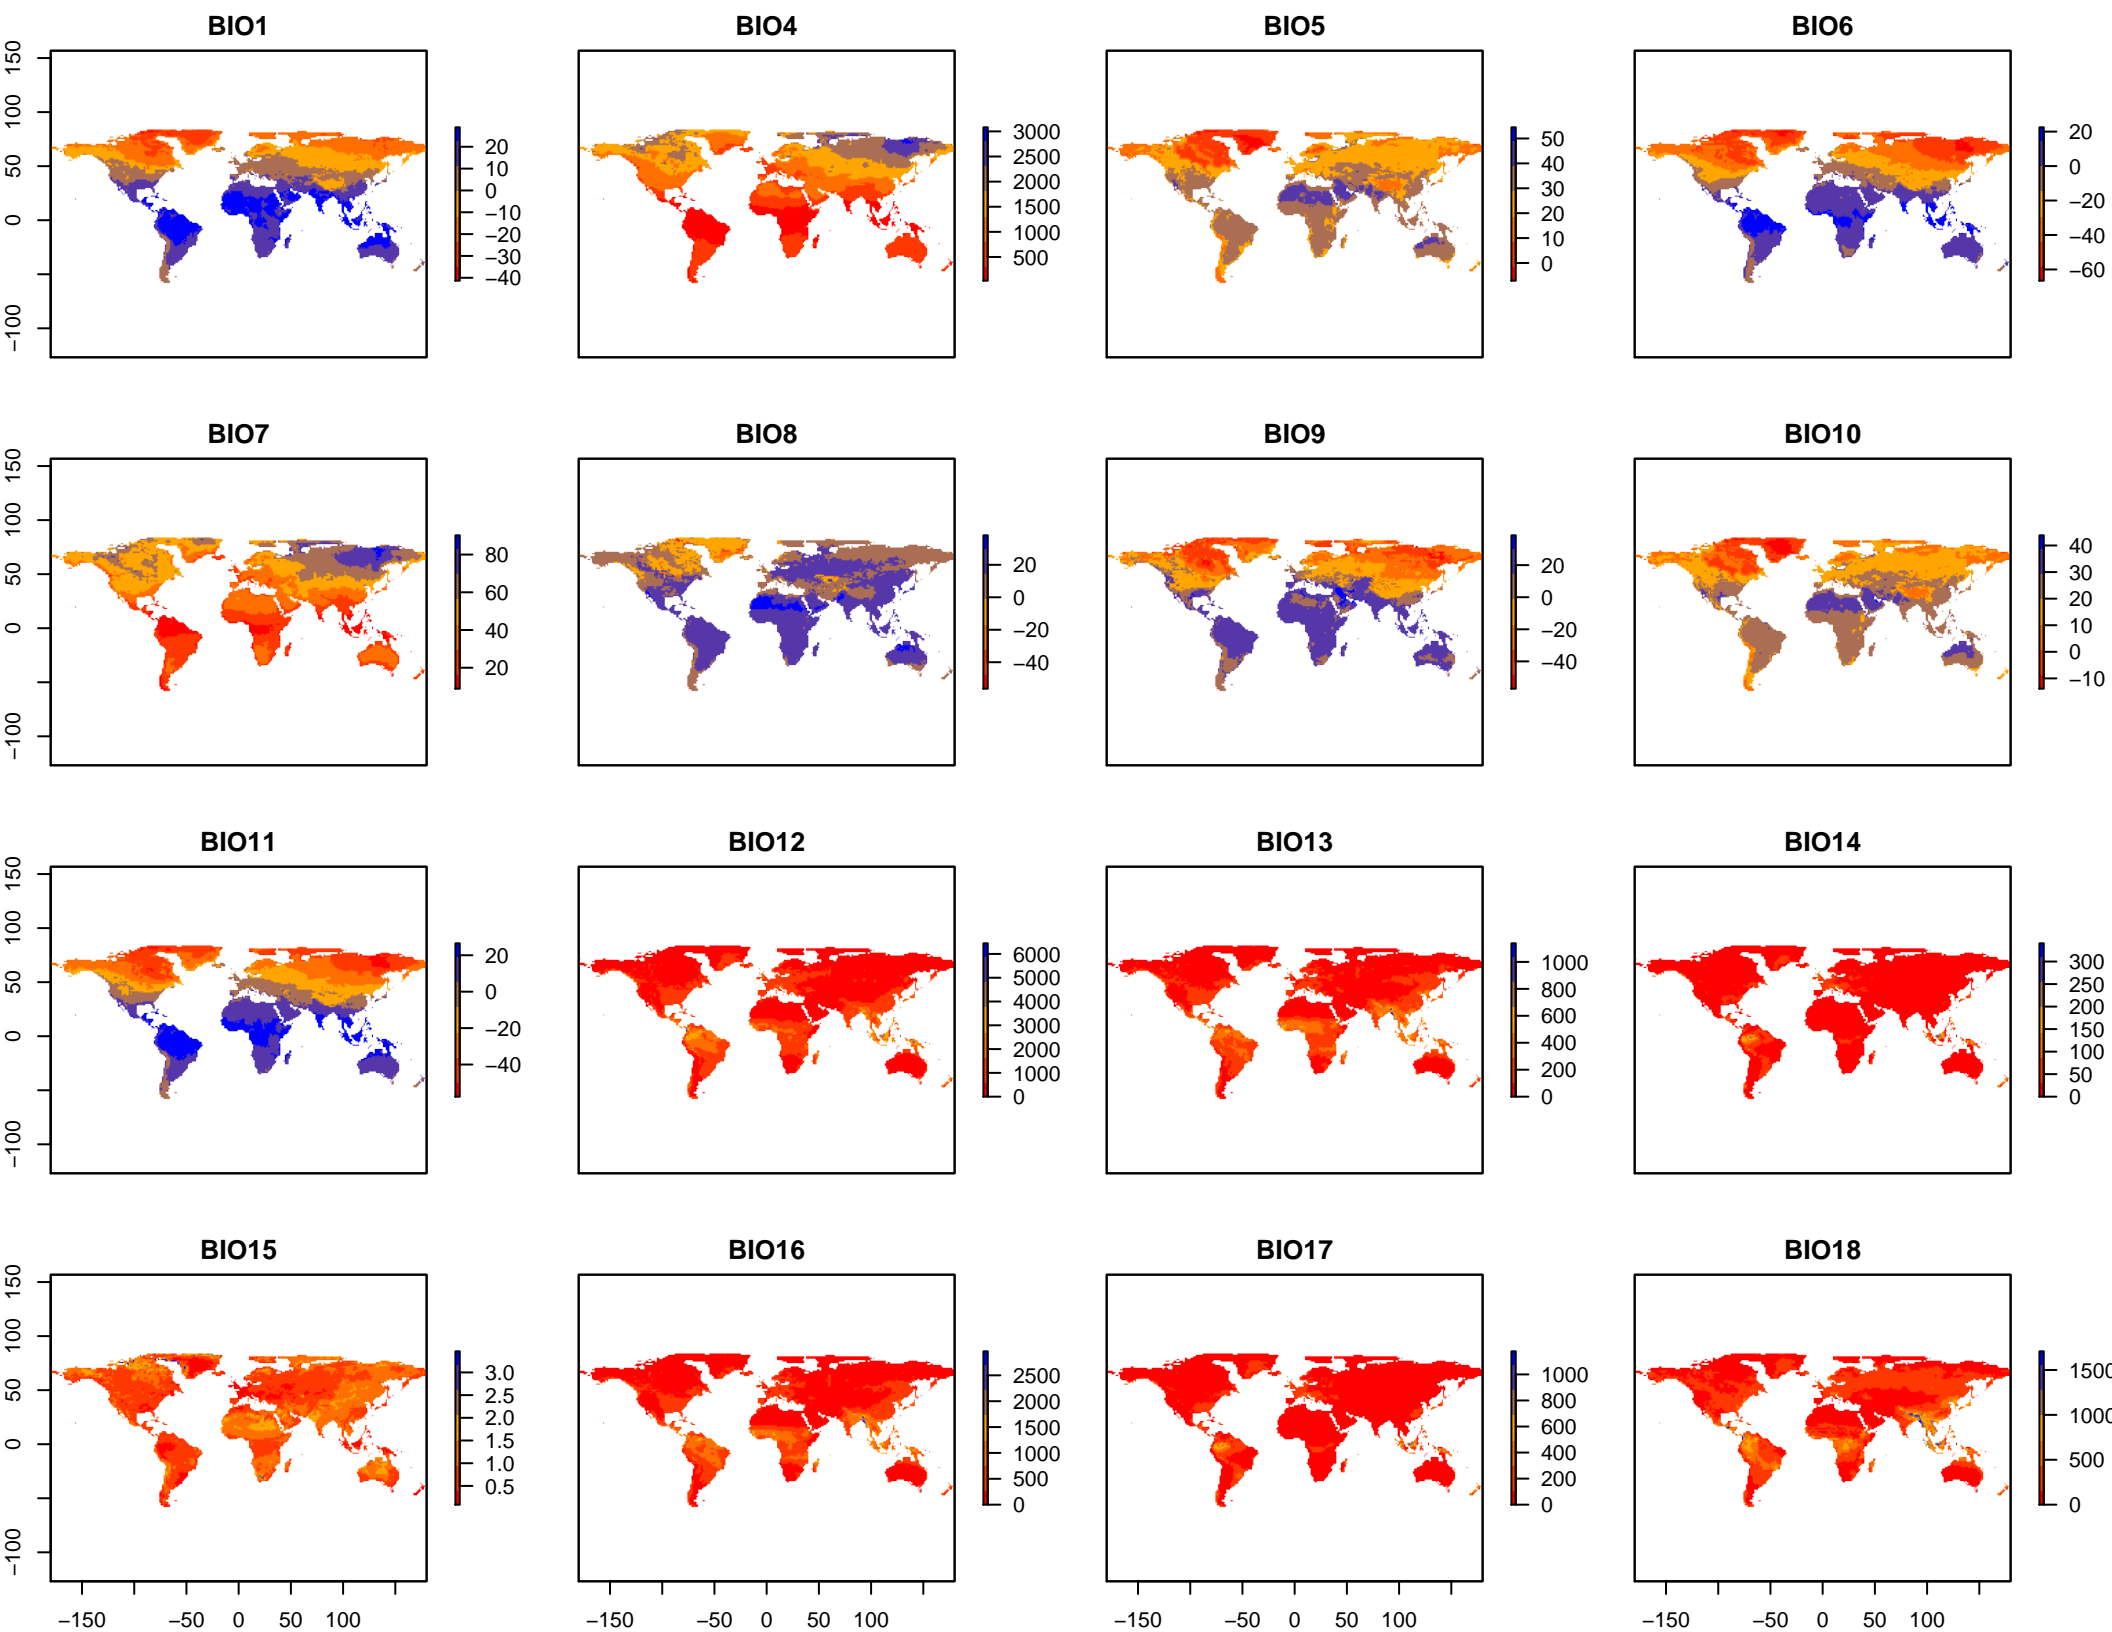 BIO1 BIO4 BIO5 BIO6
150 100 50 0 −100
20 10 0 −10 −20 −30 −40
3000 2500 2000 1500 1000 500
50 40 30 20 10 0
20 0 −20 −40 −60
BIO7 BIO8 BIO9 BIO10
150 100 50 0 −100
80 60 40 20
20 0 −20 −40
20 0 −20 −40
40 30 20 10 0 −10
BIO11 BIO12 BIO13 BIO14
150 100 50 0 −100
20 0 −20 −40
6000 5000 4000 3000 2000 1000 0
1000 800 600 400 200 0
300 250 200 150 100 50 0
BIO15 BIO16 BIO17 BIO18
150 100 50 0 −100
3.0 2.5 2.0 1.5 1.0 0.5
2500 2000 1500 1000 500 0
1000 800 600 400 200 0
1500 1000 500 0
−150 −50 0 50 100
−150 −50 0 50 100
−150 −50 0 50 100
−150 −50 0 50 100